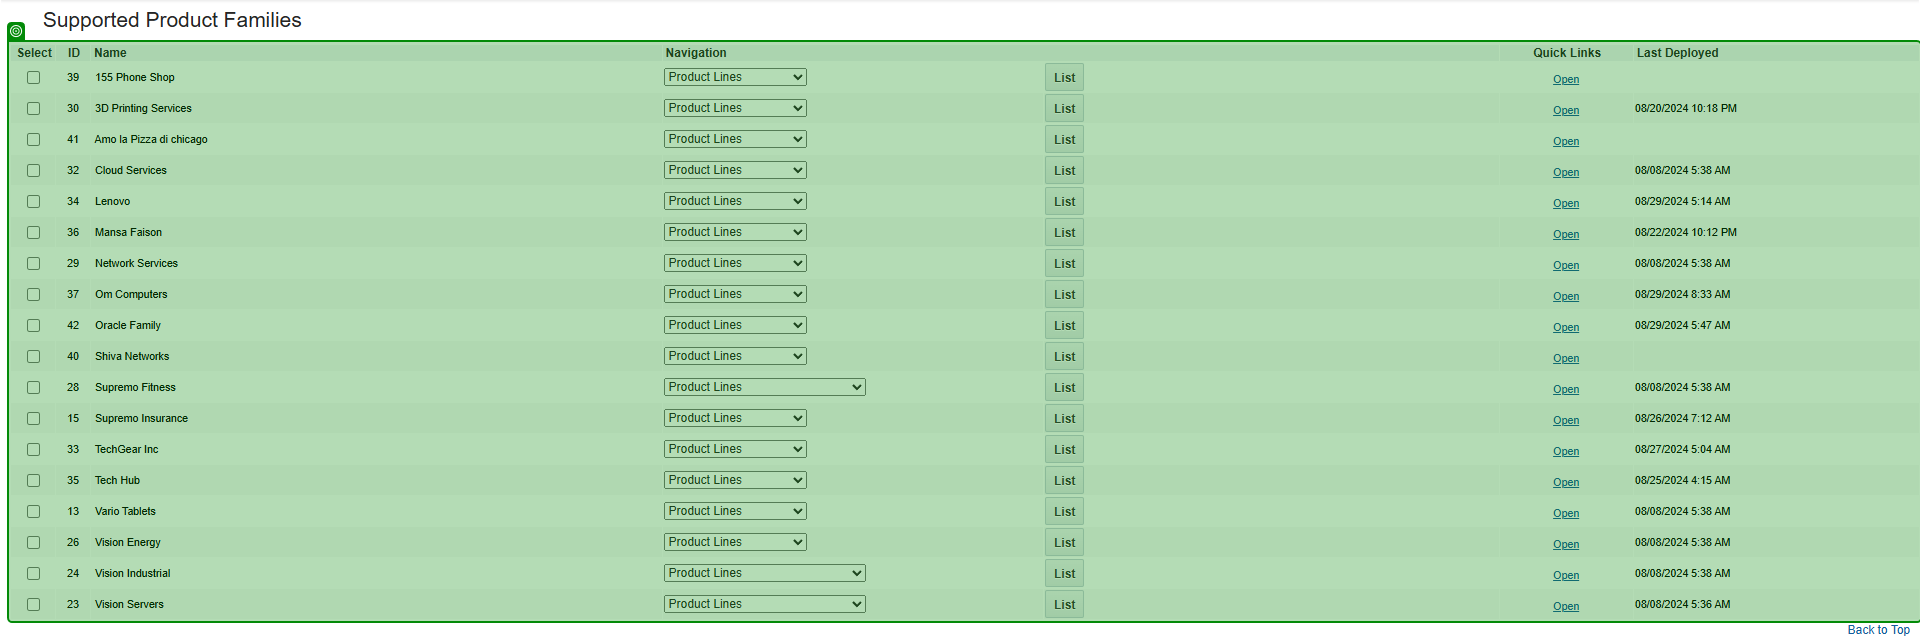 Supported Product Families
Select ID Name Navigation Quick Links Last Deployed
39 155 Phone Shop Product Lines List Open
30 3D Printing Services Product Lines List Open 08/20/2024 10:18 PM
41 Amo la Pizza di chicago Product Lines List Open
32 Cloud Services Product Lines List Open 08/08/2024 5:38 AM
34 Lenovo Product Lines List Open 08/29/2024 5:14 AM
36 Mansa Faison Product Lines List Open 08/22/2024 10:12 PM
29 Network Services Product Lines List Open 08/08/2024 5:38 AM
37 Om Computers Product Lines List Open 08/29/2024 8:33 AM
42 Oracle Family Product Lines List Open 08/29/2024 5:47 AM
40 Shiva Networks Product Lines List Open
28 Supremo Fitness Product Lines List Open 08/08/2024 5:38 AM
15 Supremo Insurance Product Lines List Open 08/26/2024 7:12 AM
33 TechGear Inc Product Lines List Open 08/27/2024 5:04 AM
35 Tech Hub Product Lines List Open 08/25/2024 4:15 AM
13 Vario Tablets Product Lines List Open 08/08/2024 5:38 AM
26 Vision Energy Product Lines List Open 08/08/2024 5:38 AM
24 Vision Industrial Product Lines List Open 08/08/2024 5:38 AM
23 Vision Servers Product Lines List Open 08/08/2024 5:36 AM
Back to Top